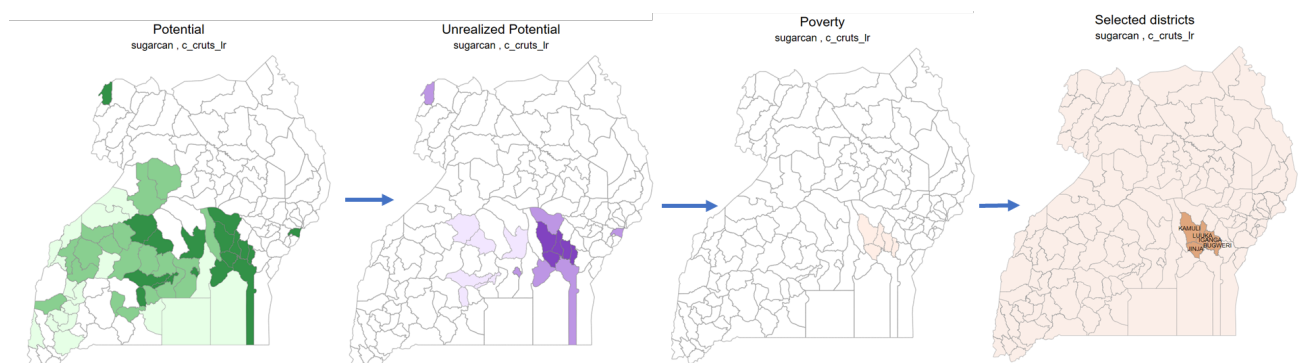 Potential
sugarcan , c_cruts_lr
Unrealized Potential
sugarcan , c_cruts_lr
Poverty
sugarcan , c_cruts_lr
Selected districts
sugarcan , c_cruts_lr
KAMULI
LUUKA
IGANGA
BUGWERI
JINJA